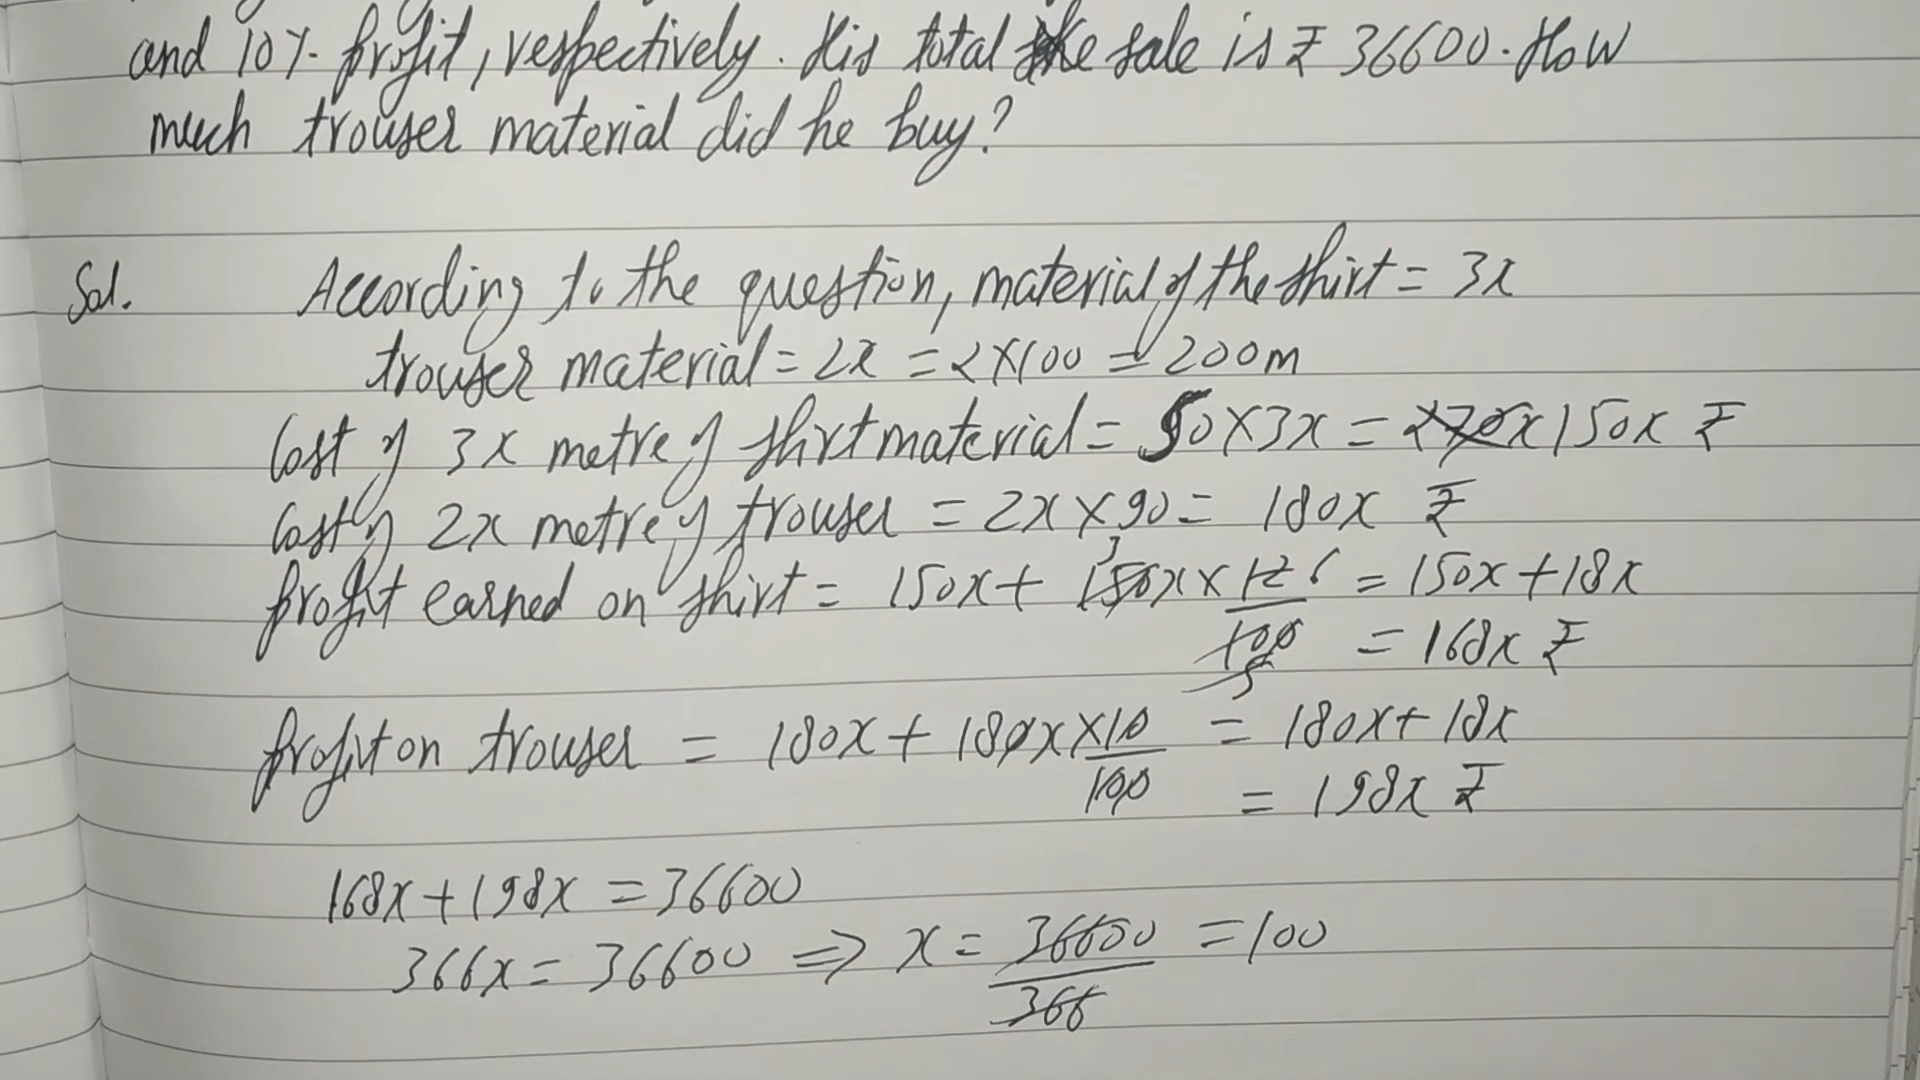 and 10% profit, respectively. His total sale is ₹ 36600. How
much trouser material did he buy?
Sol. According to the question, material of the shirt = 3x
trouser material = 2x = 2×100 = 200m
Cost of 3x metre of shirt material = 50×3x = 270x 150x ₹
Cost of 2x metre of trouser = 2x × 90 = 180x ₹
profit earned on shirt = 150x + 150x × 12/100 = 150x + 18x
= 168x ₹
profit on trouser = 180x + 180x × 10/100 = 180x + 18x
= 198x ₹
168x + 198x = 36600
366x = 36600 ⇒ x = 36600/366 = 100